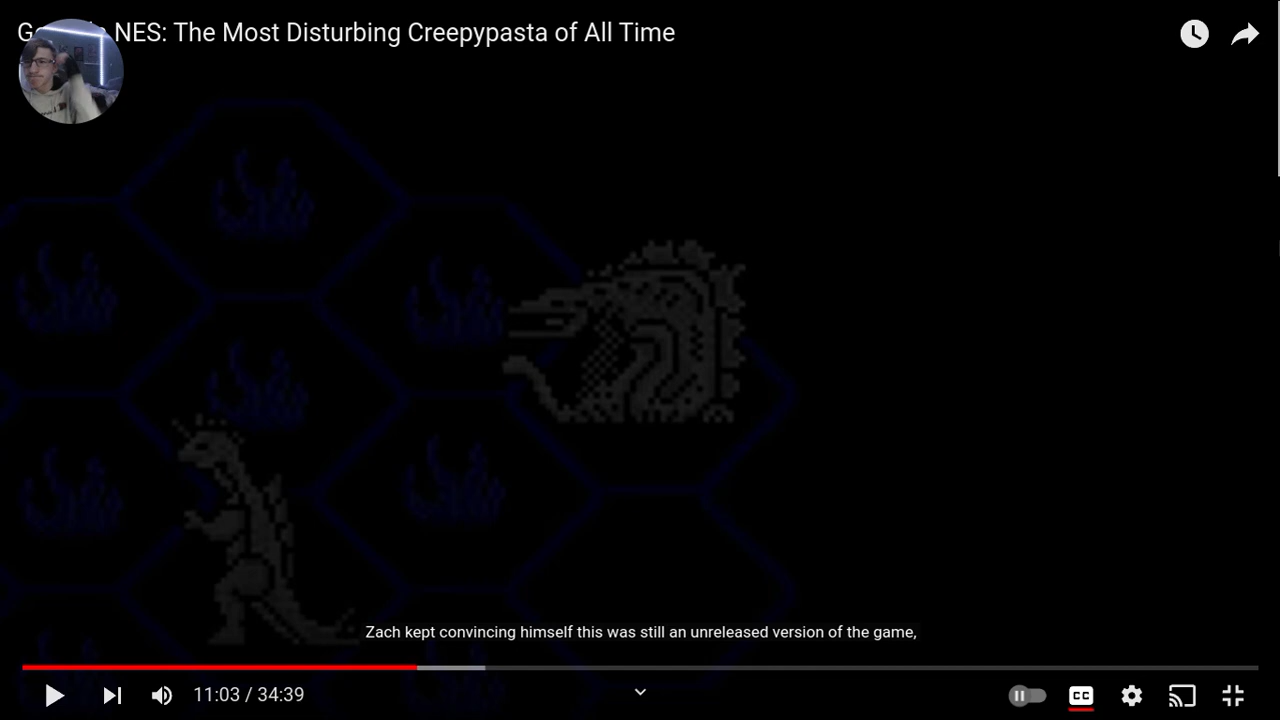 NES: The Most Disturbing Creepypasta of All Time
Zach kept convincing himself this was still an unreleased version of the game,
11:03 / 34:39
CC